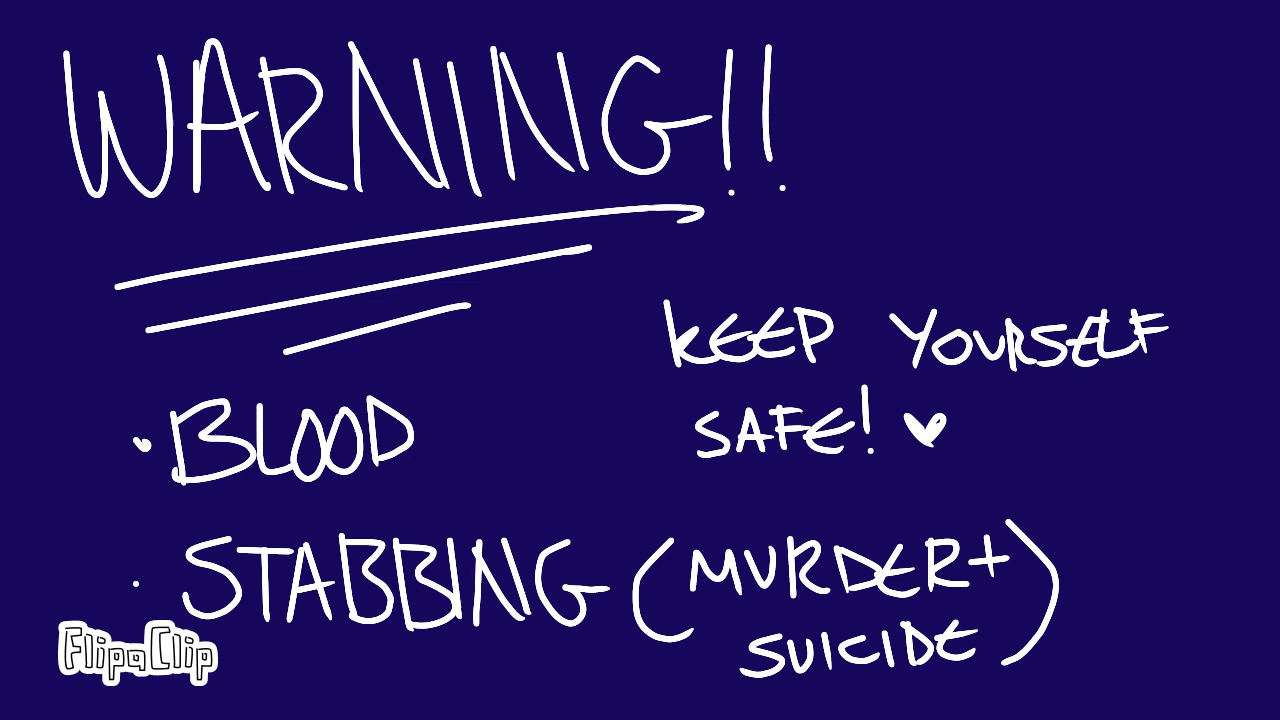 WARNING!!
KEEP YOURSELF
SAFE! ♥
• BLOOD
• STABBING (MURDER+
SUICIDE)
FlipaClip